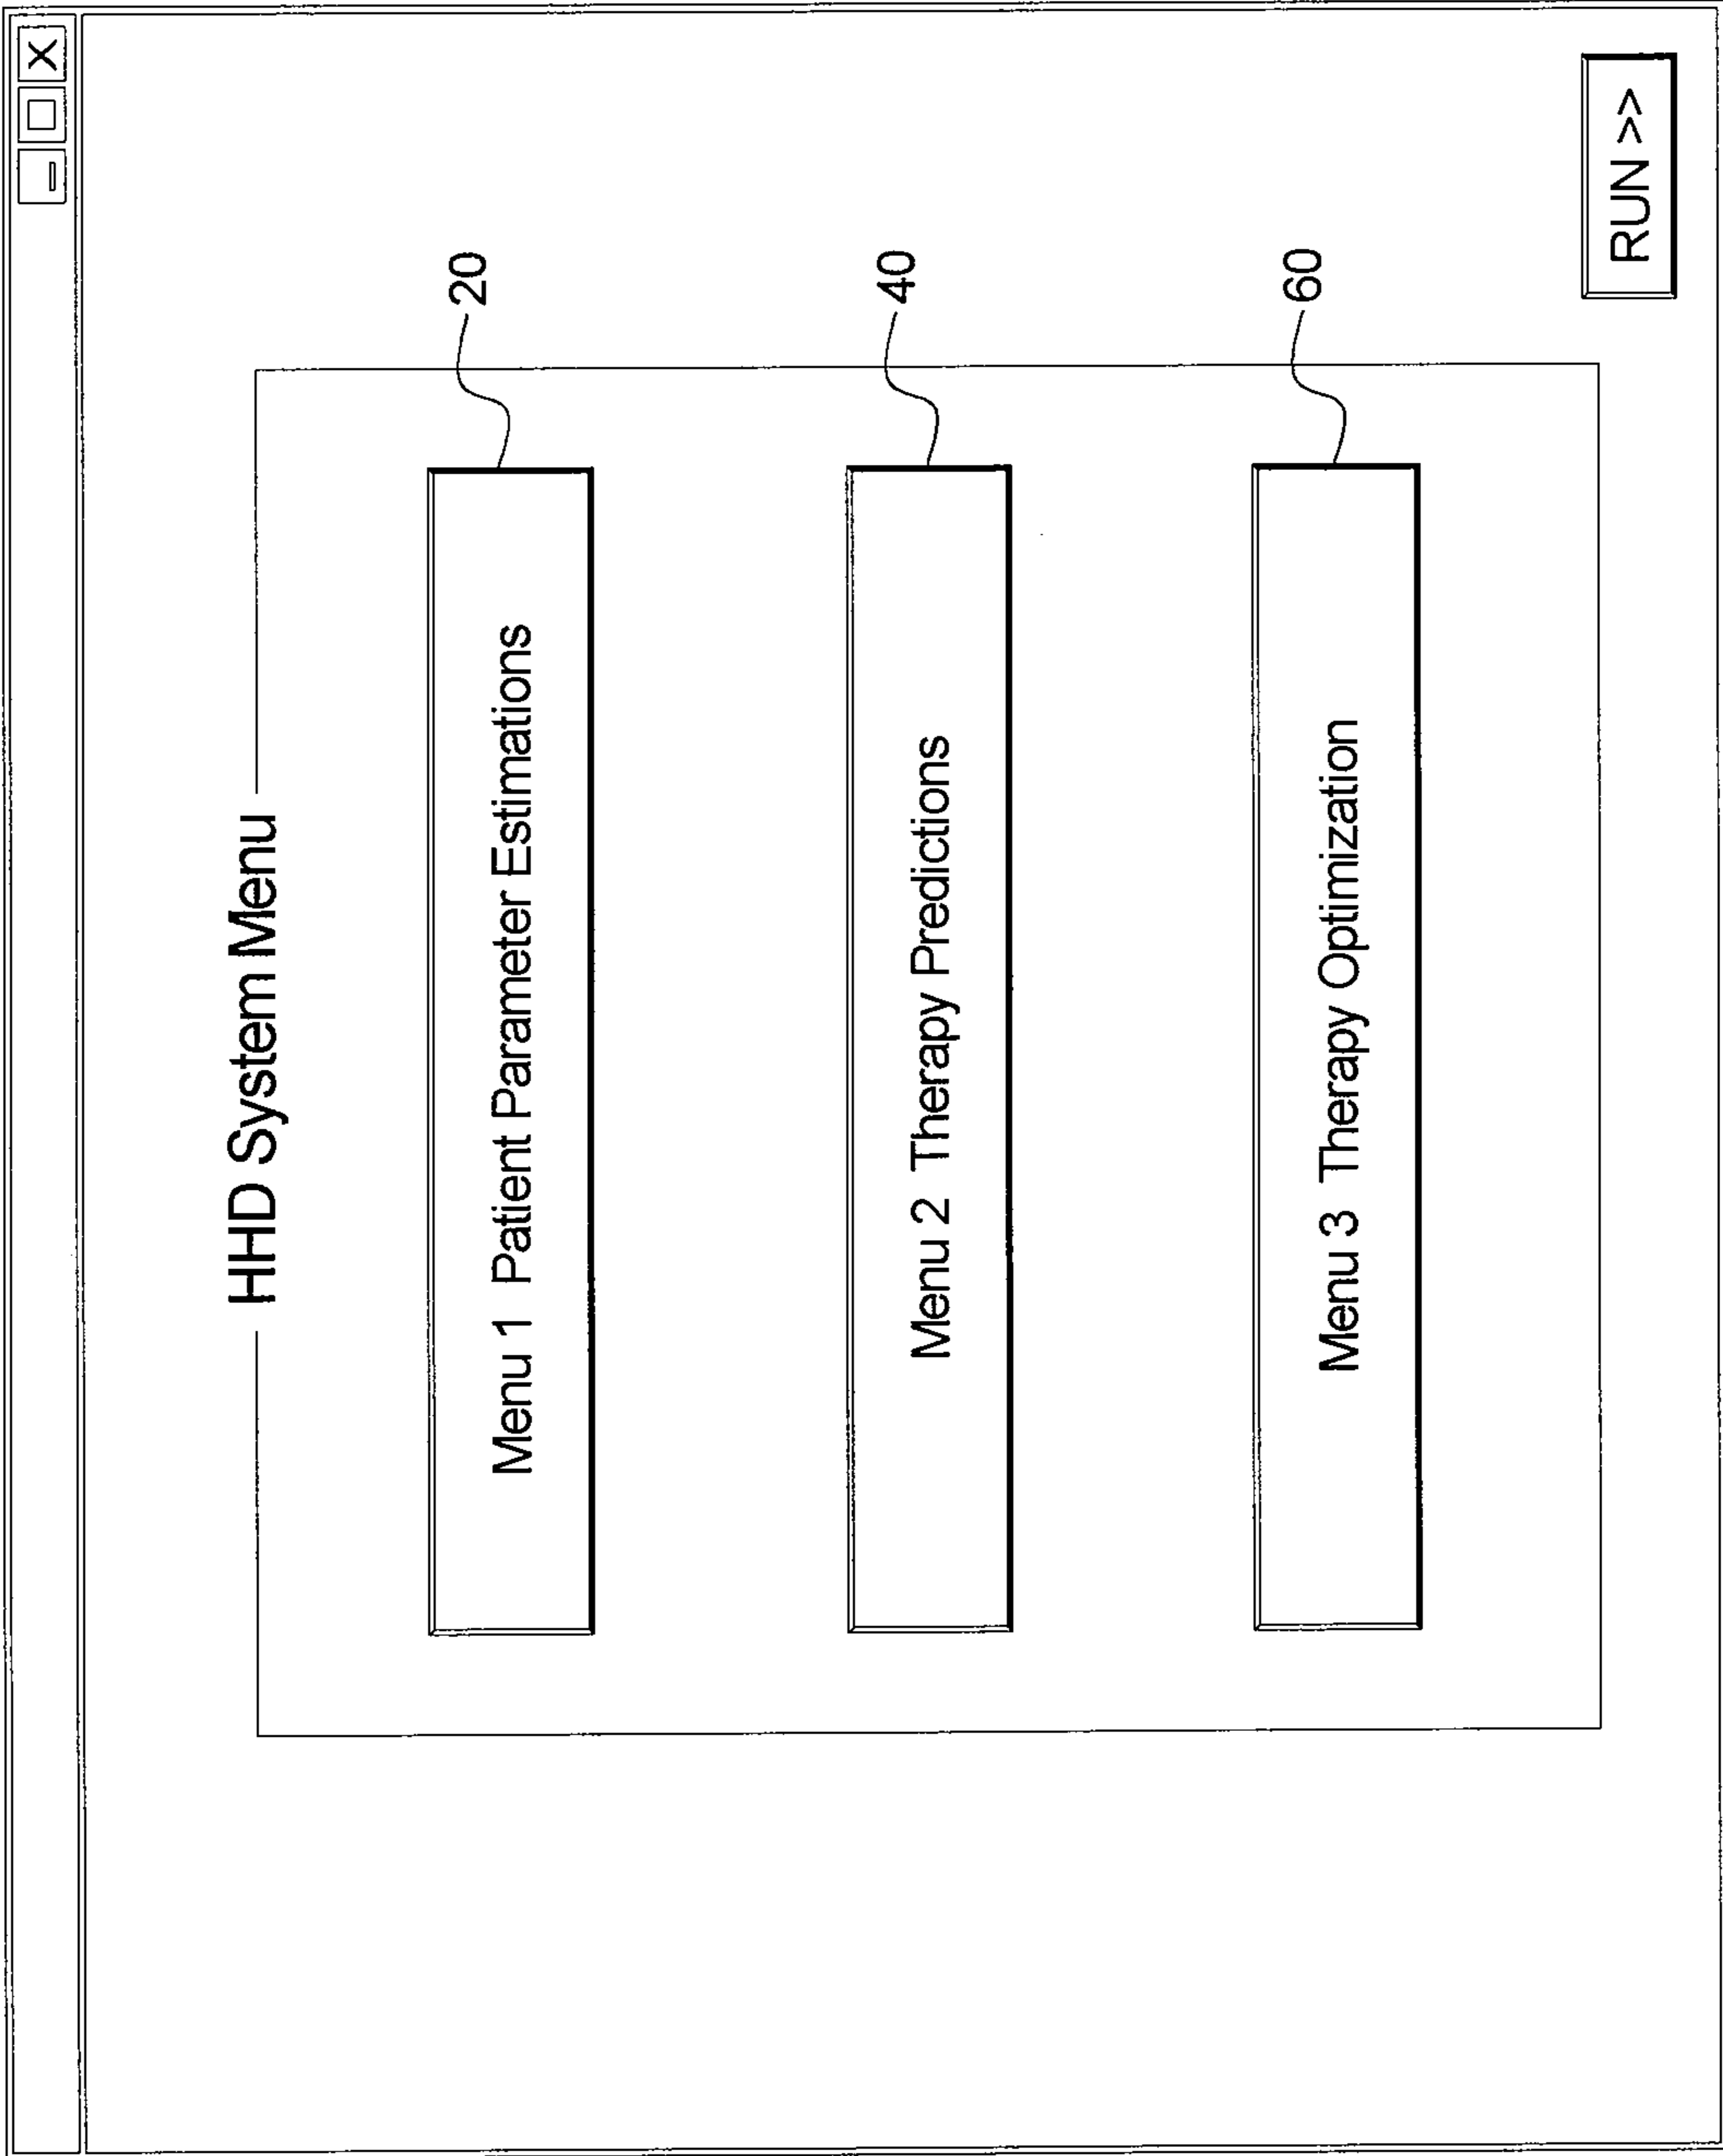 X
HHD System Menu
Menu 1 Patient Parameter Estimations
20
Menu 2 Therapy Predictions
40
Menu 3 Therapy Optimization
60
RUN >>